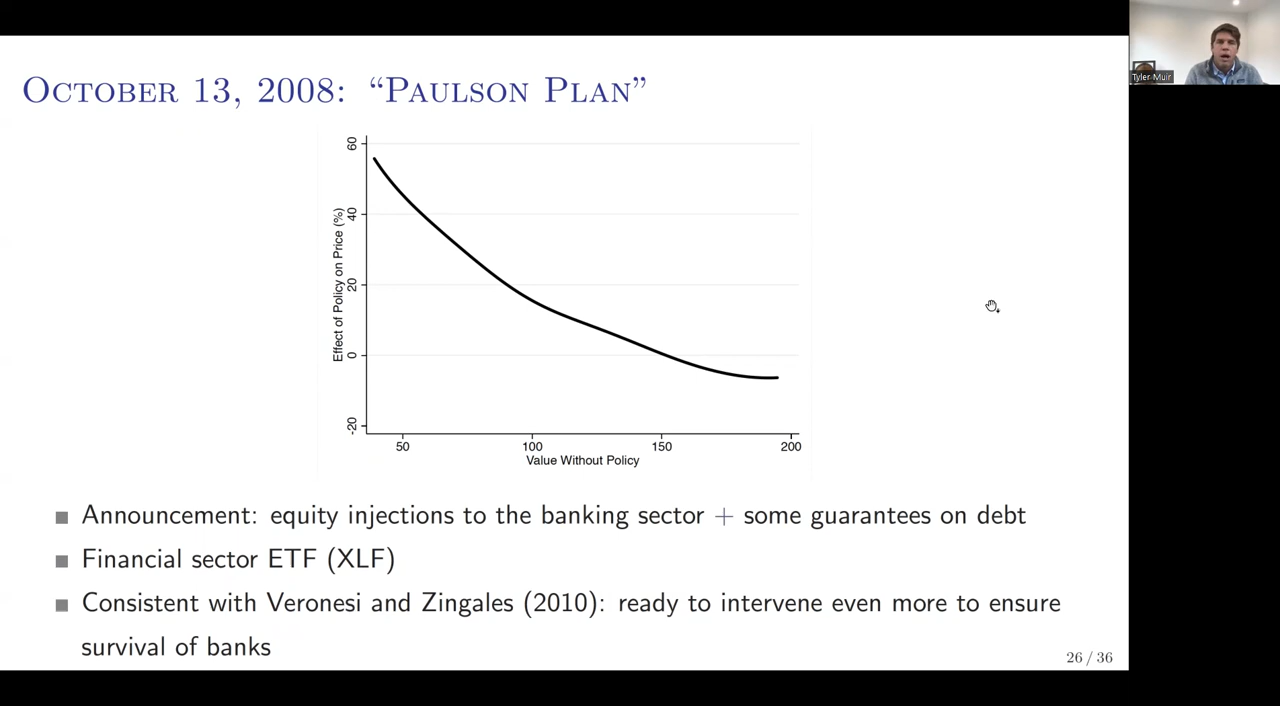 Tyler Muir
October 13, 2008: “Paulson Plan”
Effect of Policy on Price (%)
60
40
20
0
-20
50 100 150 200
Value Without Policy
■ Announcement: equity injections to the banking sector + some guarantees on debt
■ Financial sector ETF (XLF)
■ Consistent with Veronesi and Zingales (2010): ready to intervene even more to ensure
survival of banks
26 / 36